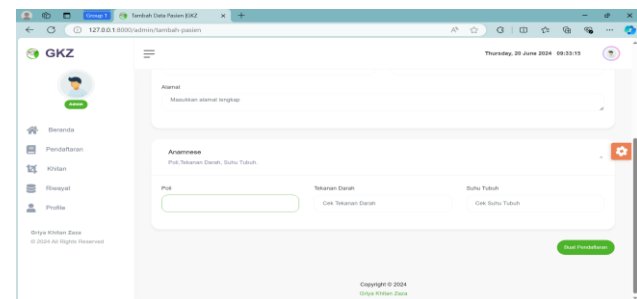 Group 1
Tambah Data Pasien |GKZ
127.0.0.1:8000/admin/tambah-pasien
GKZ
Thursday, 20 June 2024 09:33:15
Admin
Beranda
Pendaftaran
Khitan
Riwayat
Profile
Griya Khitan Zaza
© 2024 All Rights Reserved
Alamat
Masukkan alamat lengkap
Anamnese
Poli,Tekanan Darah, Suhu Tubuh.
Poli
Tekanan Darah
Suhu Tubuh
Cek Tekanan Darah
Cek Suhu Tubuh
Buat Pendaftaran
Copyright © 2024
Griya Khitan Zaza